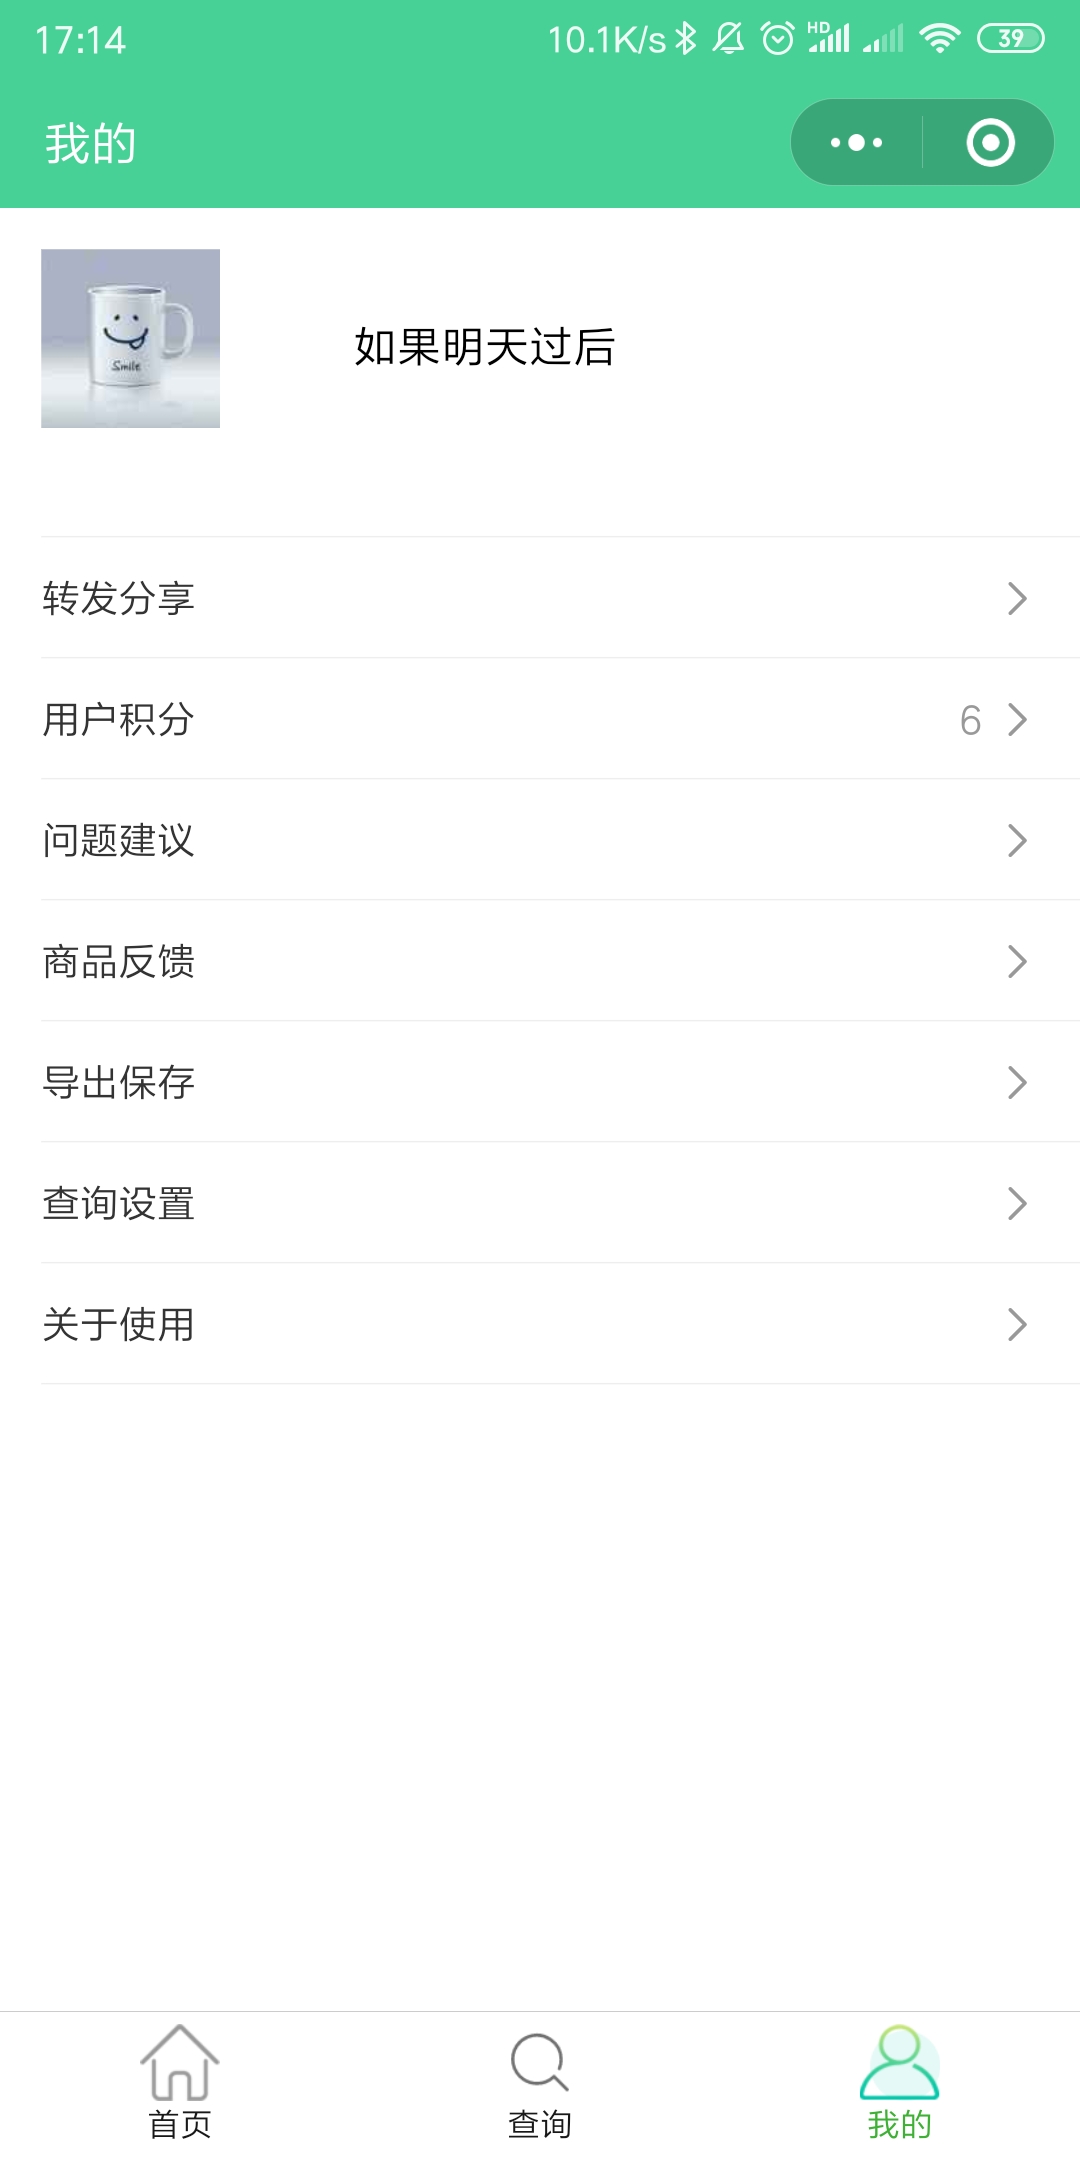 17:14
10.1K/s
HD
39
我的
Smile
如果明天过后
转发分享
用户积分
6
问题建议
商品反馈
导出保存
查询设置
关于使用
首页
查询
我的